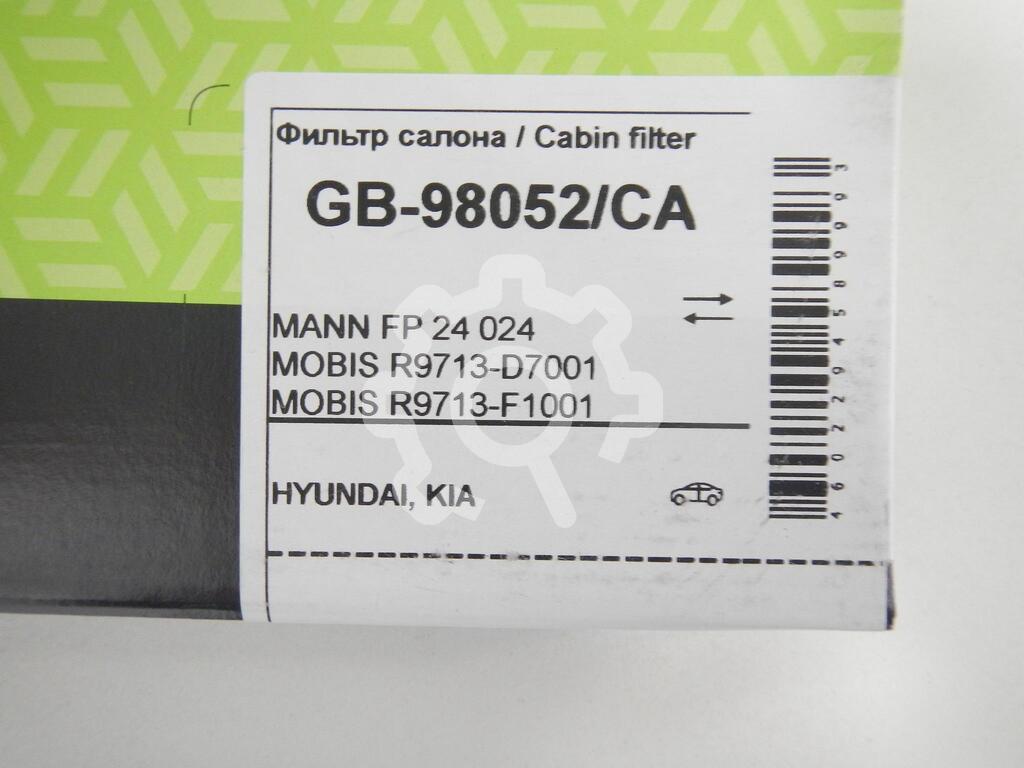 Фильтр салона / Cabin filter
GB-98052/CA
MANN FP 24 024
MOBIS R9713-D7001
MOBIS R9713-F1001
HYUNDAI, KIA
4602294589993